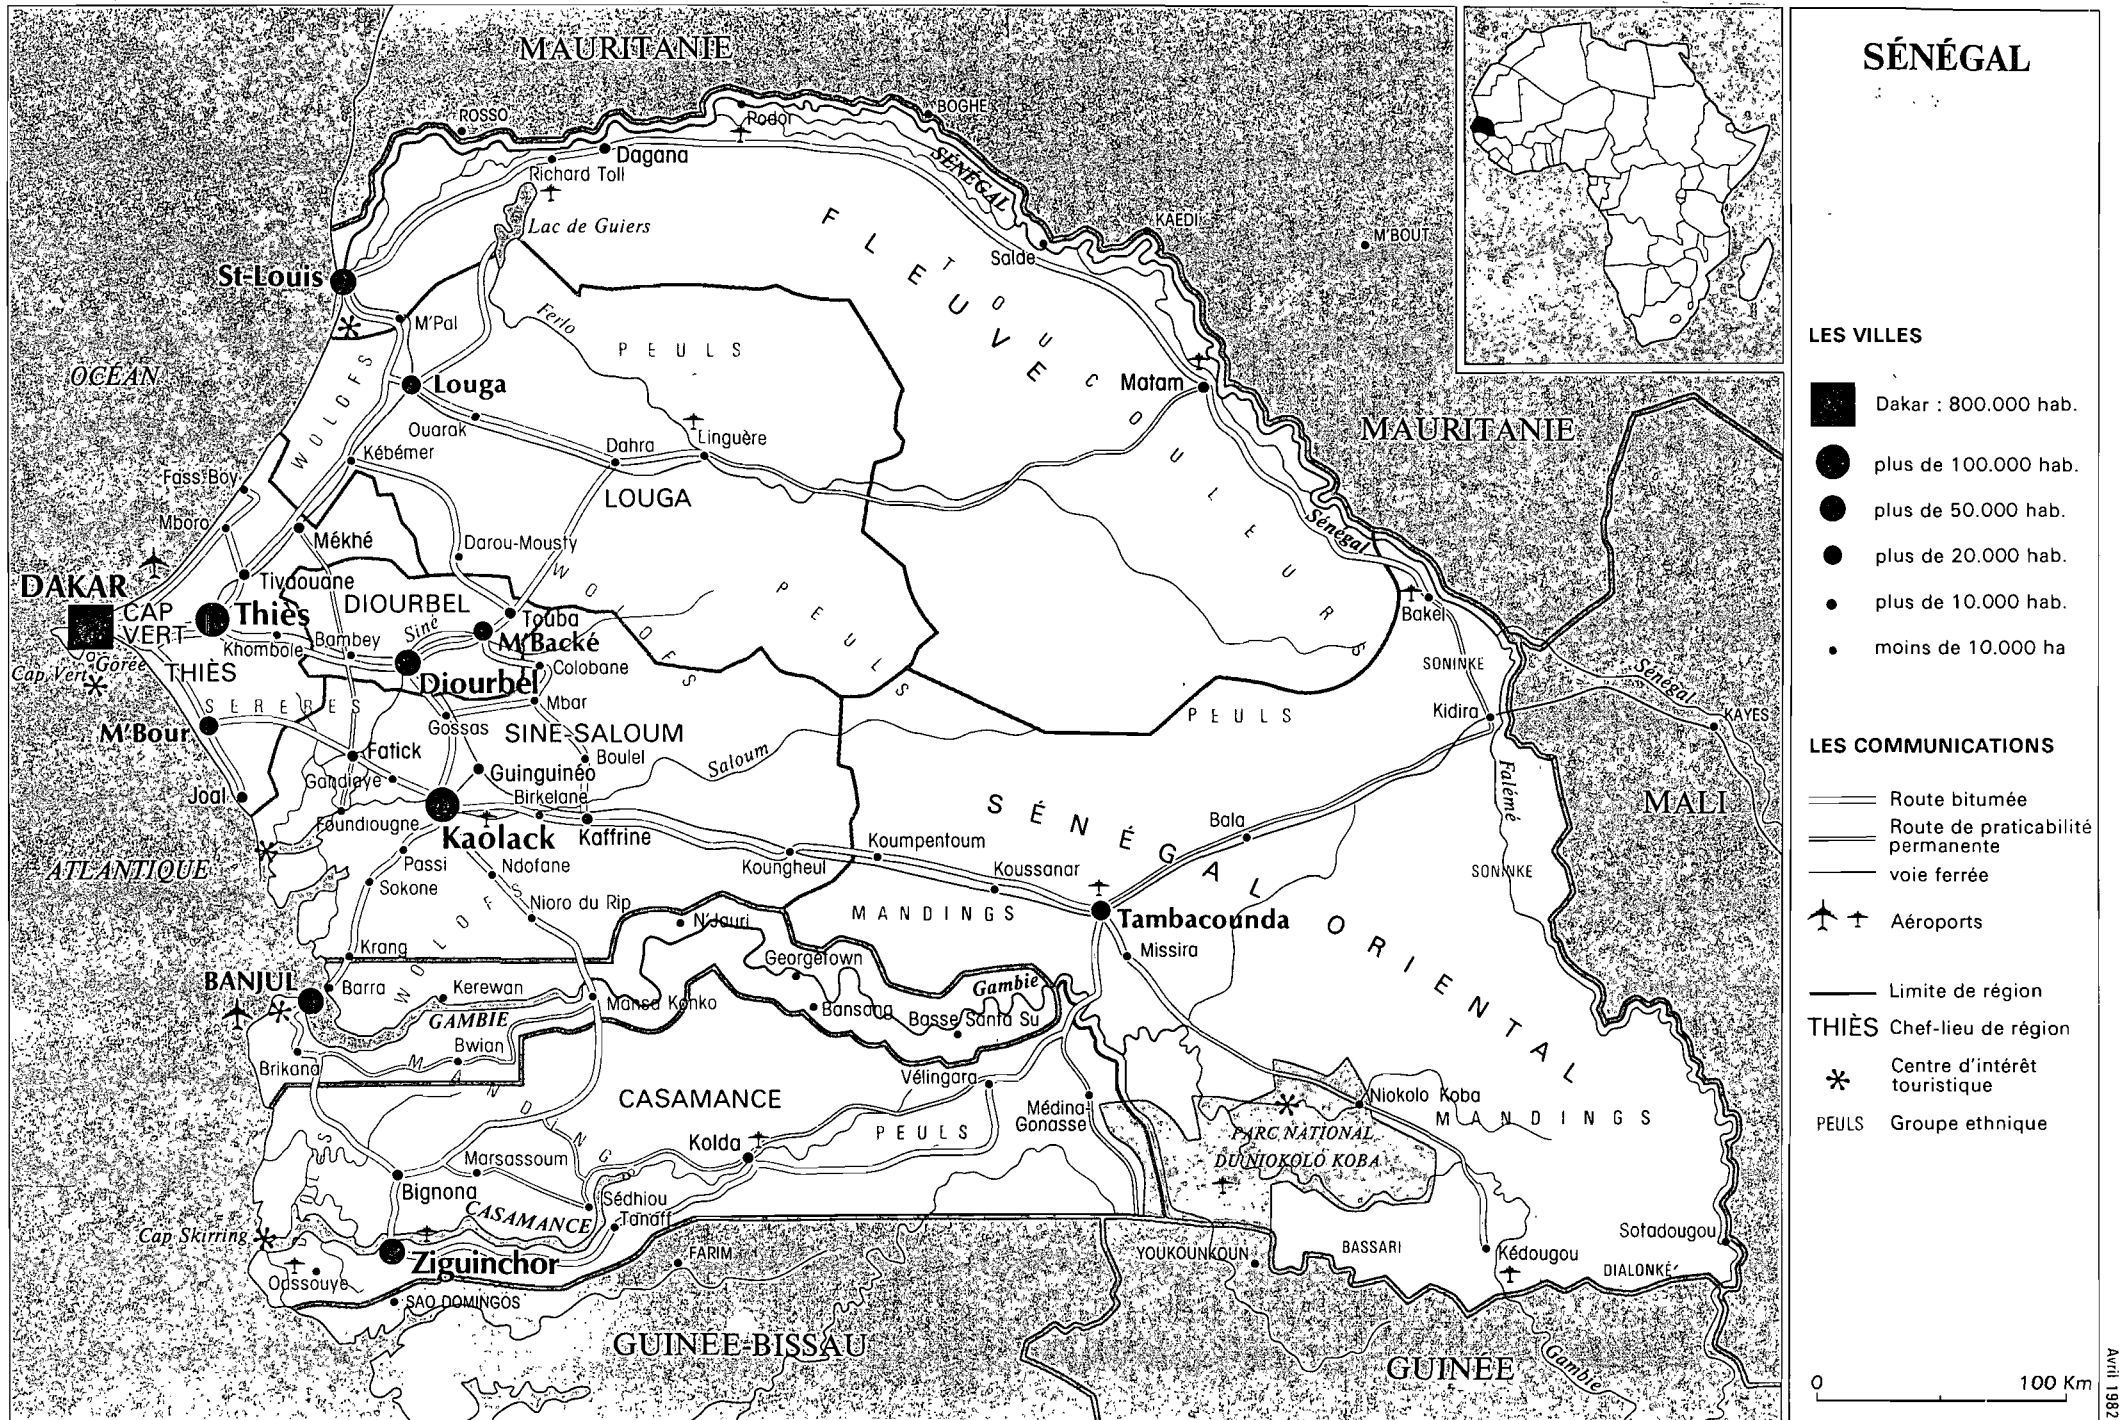 MAURITANIE
ROSSO
Podor
BOGHE
SÉNÉGAL
Dagana
Richard Toll
Lac de Guiers
FLEUVE
KAEDI
M'BOUT
Salde
TOUCOULEURS
St-Louis
M'Pal
Ferlo
PEULS
OCÉAN
WOLOFS
Louga
Matam
Ouarak
Dahra
Linguère
MAURITANIE
Kébémer
Fass Boy
LOUGA
Mboro
Mékhé
Darou-Mousty
Sénégal
DAKAR
CAP
VERT
Tivaouane
Thiès
DIOURBEL
WOLOFS
PEULS
Touba
Bakel
Siné
M'Backé
Khombole
Bambey
Gorée
Cap Vert
THIÈS
Colobane
SONINKE
Sénégal
Diourbel
SERERES
Mbar
M'Bour
Gossas
SINE-SALOUM
PEULS
Kidira
KAYES
Fatick
Boulel
Saloum
Gandiaye
Guinguinéo
Joal
Birkelane
Falémé
MALI
Foundiougne
Kaolack
Kaffrine
SÉNÉGAL ORIENTAL
Bala
Koumpentoum
Koungheul
Koussanar
ATLANTIQUE
Passi
Ndofane
Sokone
SONINKE
WOLOFS
Nioro du Rip
N'Jauri
MANDINGS
Tambacounda
Krang
Missira
Georgetown
BANJUL
Barra
Kerewan
Gambie
Mansa Konko
Bansang
GAMBIE
Basse Santa Su
Bwian
Brikana
MANDINGS
Vélingara
CASAMANCE
Médina-
Gonasse
Niokolo Koba
MANDINGS
PEULS
PARC NATIONAL
DU NIOKOLO KOBA
Kolda
Marsassoum
Bignona
Sédhiou
CASAMANCE
Tanaff
Cap Skirring
Ziguinchor
FARIM
YOUKOUNKOUN
BASSARI
Kédougou
Sotadougou
DIALONKÉ
Oussouye
SAO DOMINGOS
GUINÉE-BISSAU
GUINÉE
Gambie
SÉNÉGAL
LES VILLES
Dakar : 800.000 hab.
plus de 100.000 hab.
plus de 50.000 hab.
plus de 20.000 hab.
plus de 10.000 hab.
moins de 10.000 ha
LES COMMUNICATIONS
Route bitumée
Route de praticabilité
permanente
voie ferrée
Aéroports
Limite de région
THIÈS Chef-lieu de région
Centre d'intérêt
touristique
PEULS Groupe ethnique
0 100 Km
Avril 1982